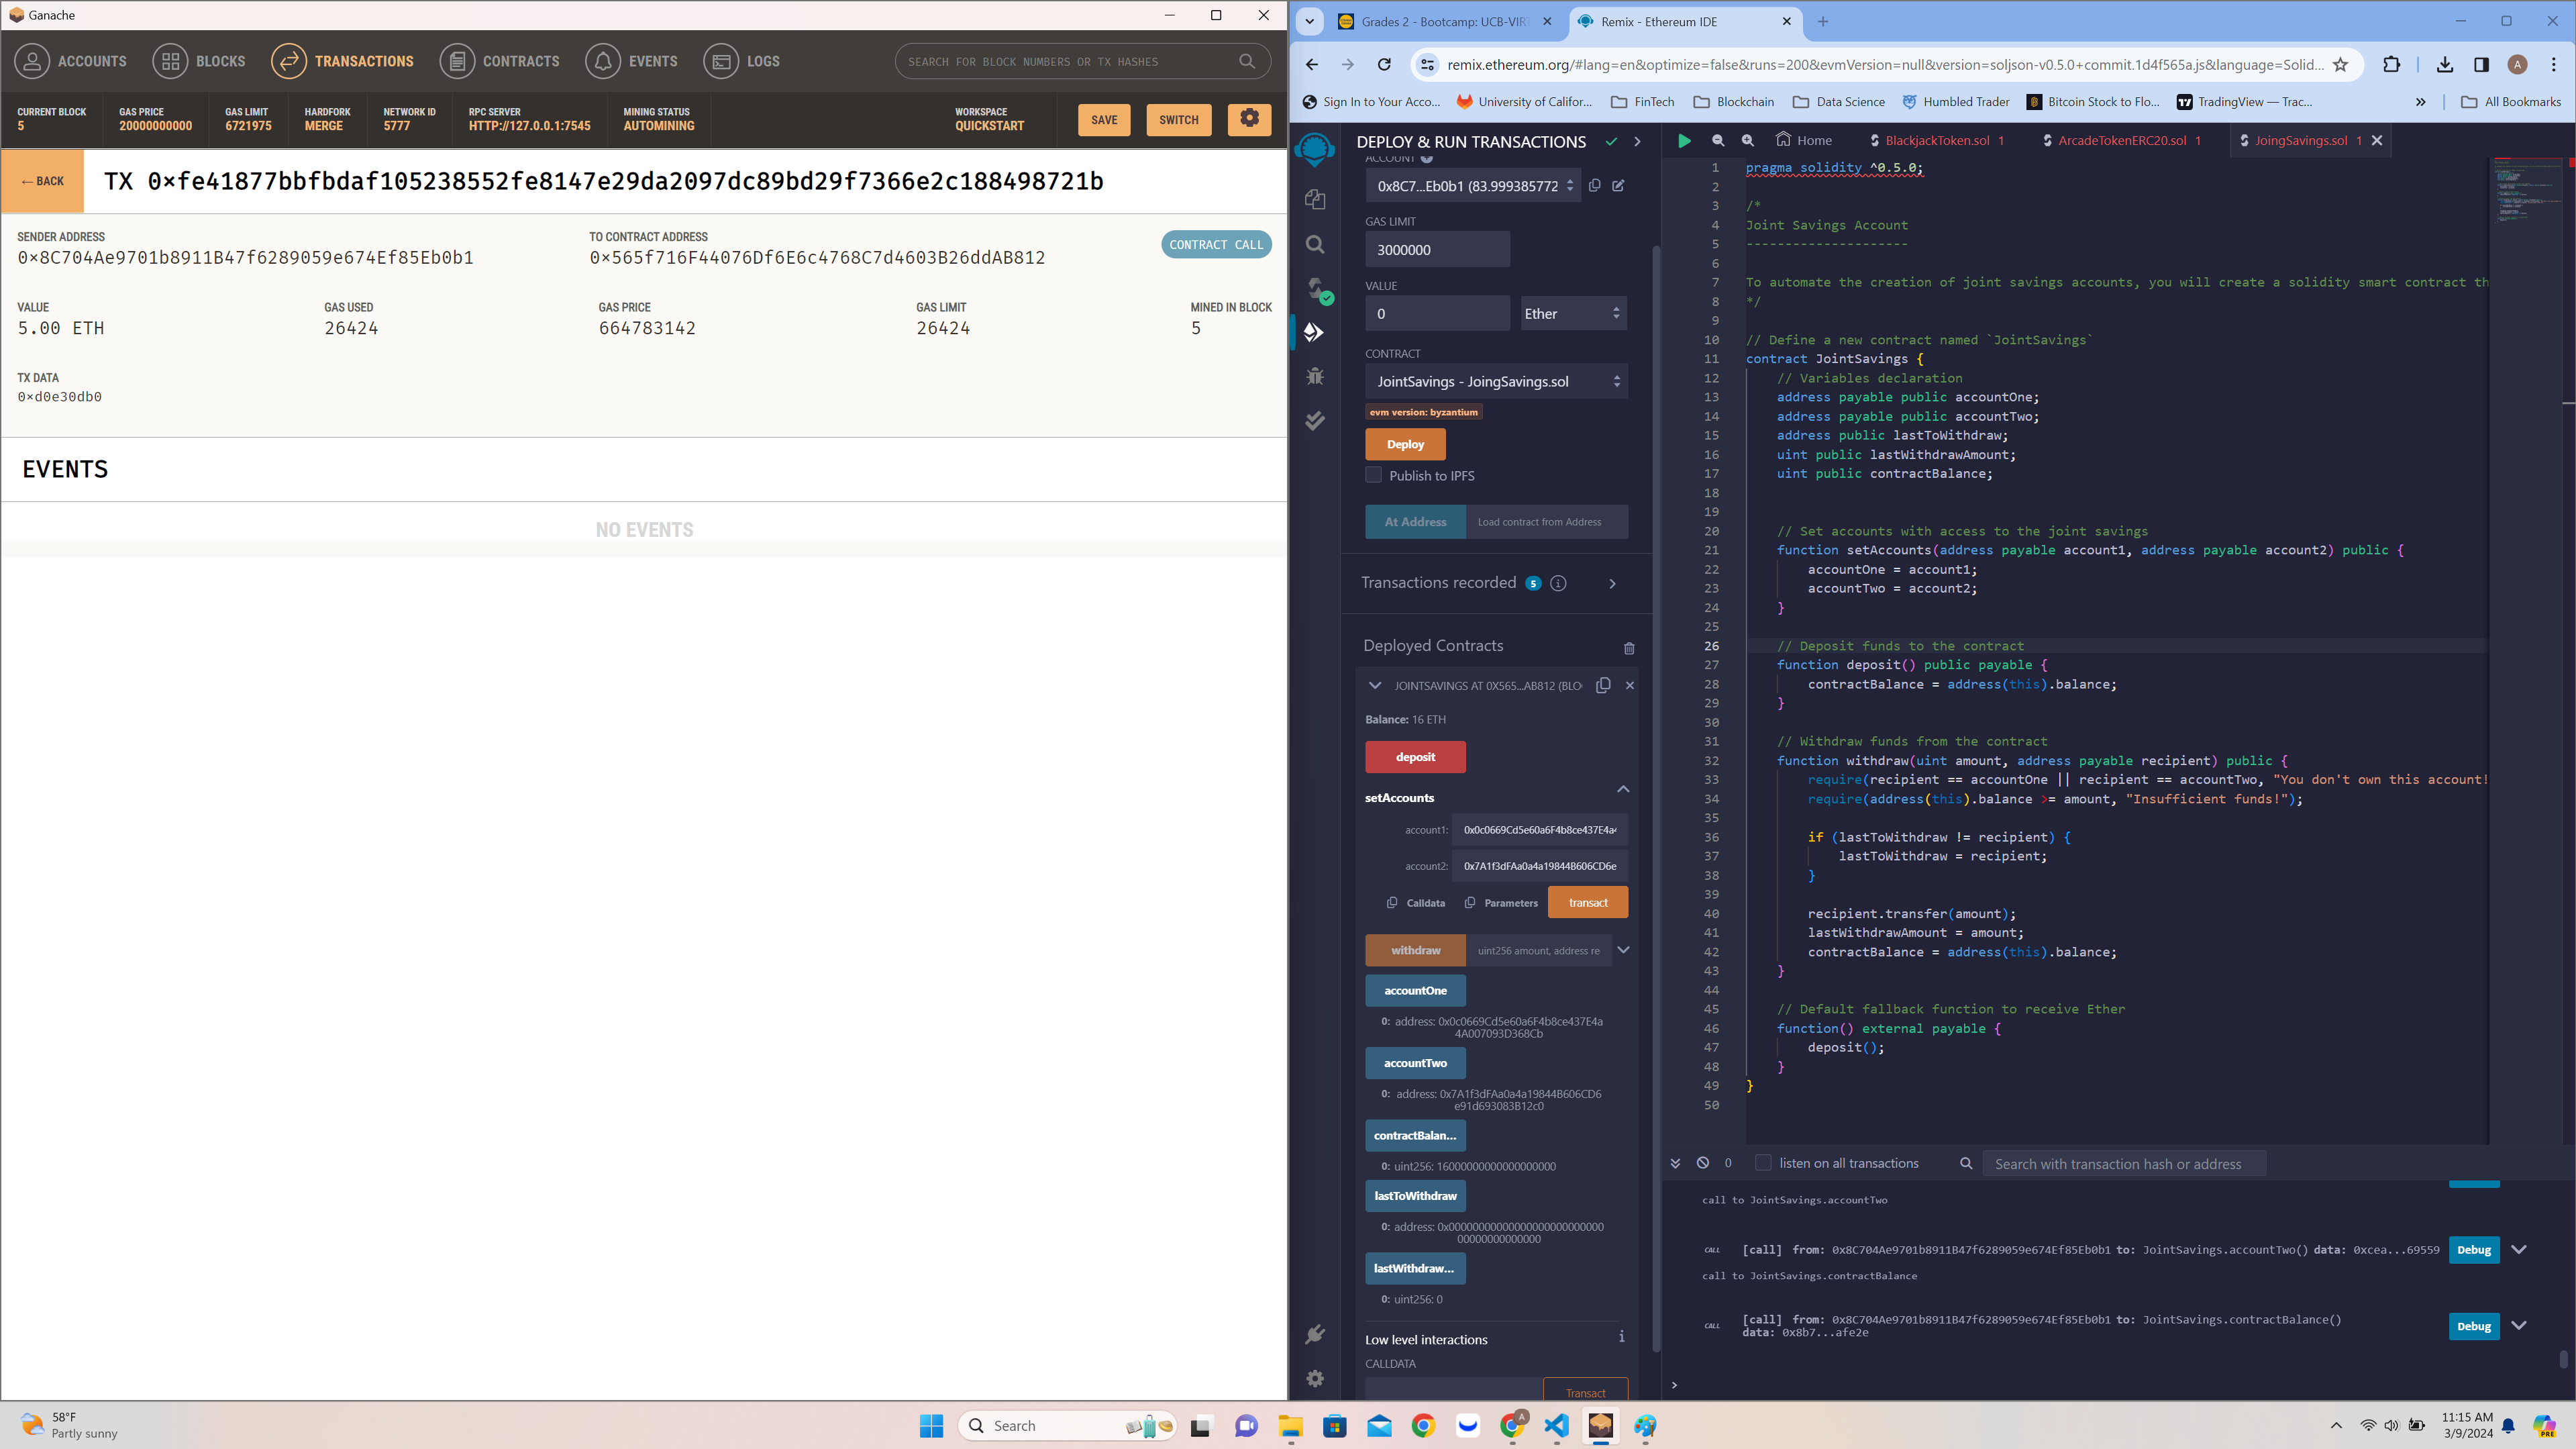 Ganache
ACCOUNTS
BLOCKS
TRANSACTIONS
CONTRACTS
EVENTS
LOGS
SEARCH FOR BLOCK NUMBERS OR TX HASHES
CURRENT BLOCK
5
GAS PRICE
20000000000
GAS LIMIT
6721975
HARDFORK
MERGE
NETWORK ID
5777
RPC SERVER
HTTP://127.0.0.1:7545
MINING STATUS
AUTOMINING
WORKSPACE
QUICKSTART
SAVE
SWITCH
← BACK
TX 0×fe41877bbfbdaf105238552fe8147e29da2097dc89bd29f7366e2c188498721b
SENDER ADDRESS
0×8C704Ae9701b8911B47f6289059e674Ef85Eb0b1
TO CONTRACT ADDRESS
0×565f716F44076Df6E6c4768C7d4603B26ddAB812
CONTRACT CALL
VALUE
5.00 ETH
GAS USED
26424
GAS PRICE
664783142
GAS LIMIT
26424
MINED IN BLOCK
5
TX DATA
0×d0e30db0
EVENTS
NO EVENTS
Grades 2 - Bootcamp: UCB-VIR
Remix - Ethereum IDE
remix.ethereum.org/#lang=en&optimize=false&runs=200&evmVersion=null&version=soljson-v0.5.0+commit.1d4f565a.js&language=Solid...
A
Sign In to Your Acco...
University of Califor...
FinTech
Blockchain
Data Science
Humbled Trader
Bitcoin Stock to Flo...
TradingView — Trac...
»
All Bookmarks
DEPLOY & RUN TRANSACTIONS
ACCOUNT
0x8C7...Eb0b1 (83.999385772
GAS LIMIT
3000000
VALUE
0
Ether
CONTRACT
JointSavings - JoingSavings.sol
evm version: byzantium
Deploy
Publish to IPFS
At Address
Load contract from Address
Transactions recorded 5
Deployed Contracts
JOINTSAVINGS AT 0X565...AB812 (BLO
Balance: 16 ETH
deposit
setAccounts
account1: 0x0c0669Cd5e60a6F4b8ce437E4a4
account2: 0x7A1f3dFAa0a4a19844B606CD6e
Calldata
Parameters
transact
withdraw
uint256 amount, address re
accountOne
0: address: 0x0c0669Cd5e60a6F4b8ce437E4a
4A007093D368Cb
accountTwo
0: address: 0x7A1f3dFAa0a4a19844B606CD6
e91d693083B12c0
contractBalan...
0: uint256: 16000000000000000000
lastToWithdraw
0: address: 0x00000000000000000000000000
00000000000000
lastWithdraw...
0: uint256: 0
Low level interactions
CALLDATA
Transact
Home
BlackjackToken.sol 1
ArcadeTokenERC20.sol 1
JoingSavings.sol 1
1 pragma solidity ^0.5.0;
2
3 /*
4 Joint Savings Account
5 ---------------------
6
7 To automate the creation of joint savings accounts, you will create a solidity smart contract th
8 */
9
10 // Define a new contract named `JointSavings`
11 contract JointSavings {
12 // Variables declaration
13 address payable public accountOne;
14 address payable public accountTwo;
15 address public lastToWithdraw;
16 uint public lastWithdrawAmount;
17 uint public contractBalance;
18
19
20 // Set accounts with access to the joint savings
21 function setAccounts(address payable account1, address payable account2) public {
22 accountOne = account1;
23 accountTwo = account2;
24 }
25
26 // Deposit funds to the contract
27 function deposit() public payable {
28 contractBalance = address(this).balance;
29 }
30
31 // Withdraw funds from the contract
32 function withdraw(uint amount, address payable recipient) public {
33 require(recipient == accountOne || recipient == accountTwo, "You don't own this account!
34 require(address(this).balance >= amount, "Insufficient funds!");
35
36 if (lastToWithdraw != recipient) {
37 lastToWithdraw = recipient;
38 }
39
40 recipient.transfer(amount);
41 lastWithdrawAmount = amount;
42 contractBalance = address(this).balance;
43 }
44
45 // Default fallback function to receive Ether
46 function() external payable {
47 deposit();
48 }
49 }
50
0
listen on all transactions
Search with transaction hash or address
call to JointSavings.accountTwo
CALL [call] from: 0x8C704Ae9701b8911B47f6289059e674Ef85Eb0b1 to: JointSavings.accountTwo() data: 0xcea...69559
Debug
call to JointSavings.contractBalance
CALL [call] from: 0x8C704Ae9701b8911B47f6289059e674Ef85Eb0b1 to: JointSavings.contractBalance()
data: 0x8b7...afe2e
Debug
>
58°F
Partly sunny
Search
A
11:15 AM
3/9/2024
PRE